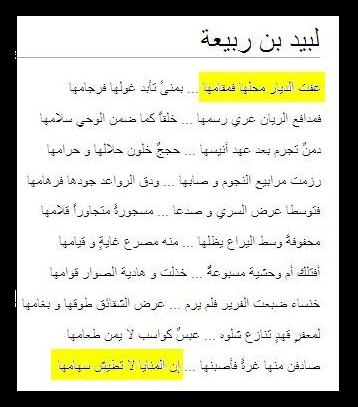 لبيد بن ربيعة
عفت الديار محلها فمقامها ... بمنىً تأبد غولها فرجامها
فمدافع الريان عري رسمها ... خلقاً كما ضمن الوحي سلامها
دمنٌ تجرم بعد عهد أنيسها ... حججٌ خلون حلالها و حرامها
رزمت مرابيع النجوم و صابها ... ودق الرواعد جودها فرهامها
فتوسطا عرض السري و صدعا ... مسجورةً متجاوراً قلامها
محفوفةٌ وسط اليراع يظلها ... منه مصرع غايةٍ و قيامها
أفتلك أم وحشية مسبوعةٌ ... خذلت و هادية الصوار قوامها
خنساء ضيعت الفرير فلم يرم ... عرض الشقائق طوقها و بغامها
لمعفرٍ قهدٍ تنازع شلوه ... عبسٌ كواسب لا يمن طعامها
صادفن منها غرةً فأصبنها ... إن المنايا لا تطيش سهامها